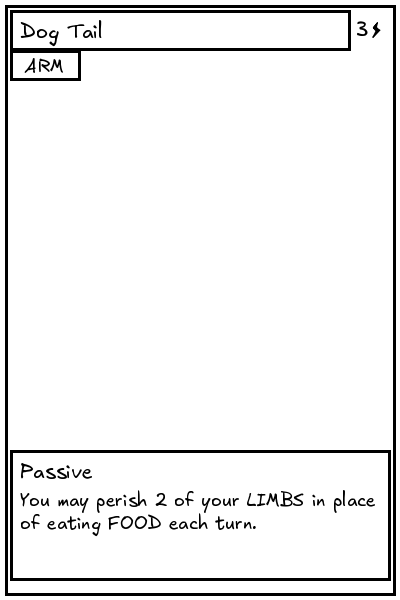 Dog Tail
3⚡
ARM
Passive
You may perish 2 of your LIMBS in place
of eating FOOD each turn.